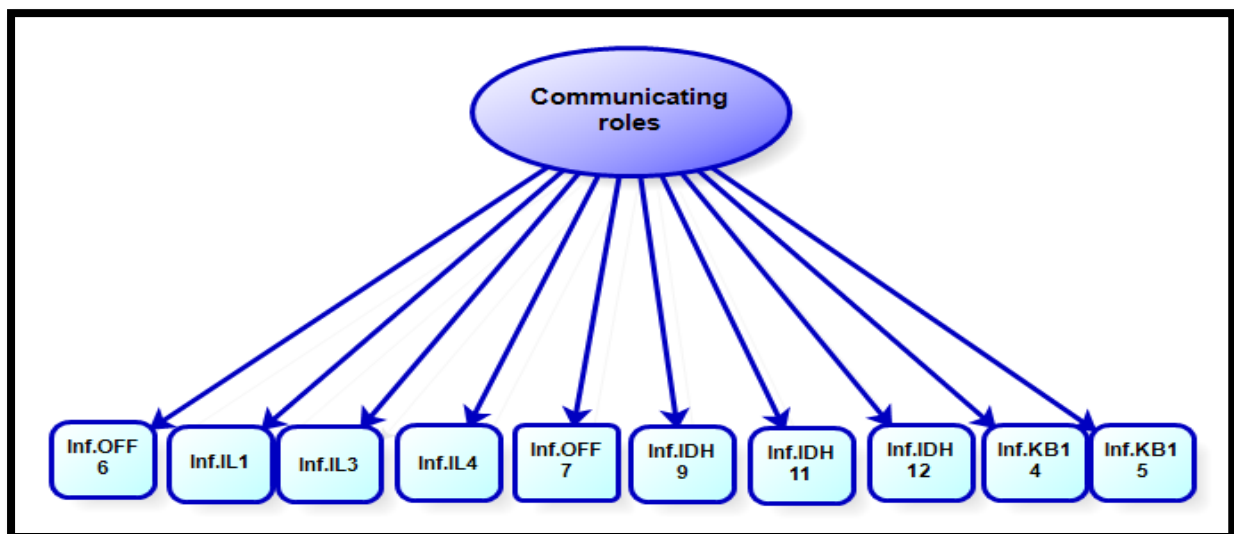 Communicating
roles
Inf.OFF
6
Inf.IL1
Inf.IL3
Inf.IL4
Inf.OFF
7
Inf.IDH
9
Inf.IDH
11
Inf.IDH
12
Inf.KB1
4
Inf.KB1
5